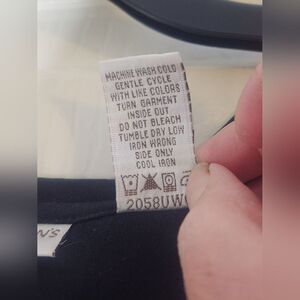 MACHINE WASH COLD
GENTLE CYCLE
WITH LIKE COLORS
TURN GARMENT
INSIDE OUT
DO NOT BLEACH
TUMBLE DRY LOW
IRON WRONG
SIDE ONLY
COOL IRON
2058UW
N'S